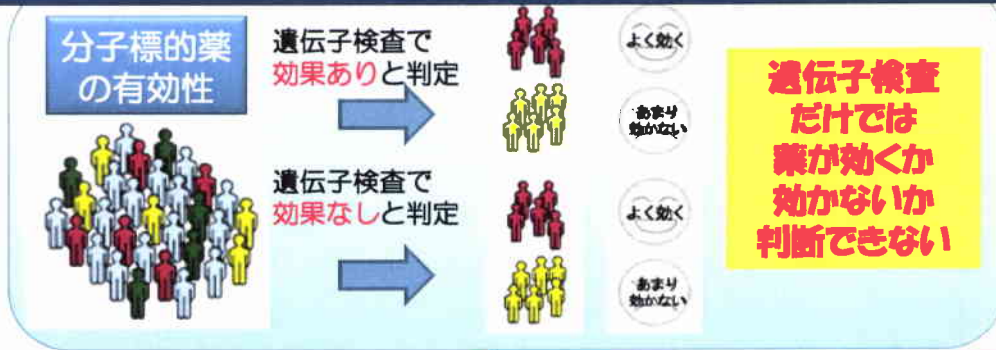 分子標的薬
の有効性
遺伝子検査で
効果ありと判定
よく効く
あまり
効かない
遺伝子検査で
効果なしと判定
よく効く
あまり
効かない
遺伝子検査
だけでは
薬が効くか
効かないか
判断できない